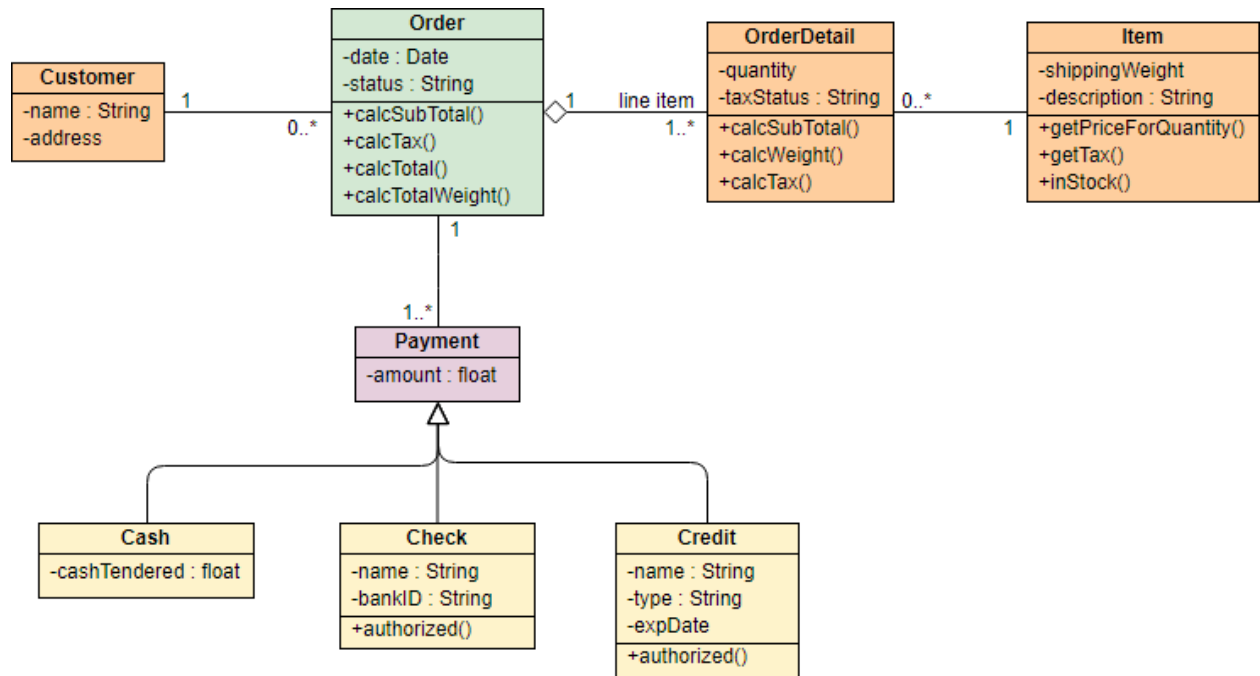 Customer
-name : String
-address
1
0..*
Order
-date : Date
-status : String
+calcSubTotal()
+calcTax()
+calcTotal()
+calcTotalWeight()
1
line item
1..*
OrderDetail
-quantity
-taxStatus : String
+calcSubTotal()
+calcWeight()
+calcTax()
0..*
1
Item
-shippingWeight
-description : String
+getPriceForQuantity()
+getTax()
+inStock()
1
1..*
Payment
-amount : float
Cash
-cashTendered : float
Check
-name : String
-bankID : String
+authorized()
Credit
-name : String
-type : String
-expDate
+authorized()